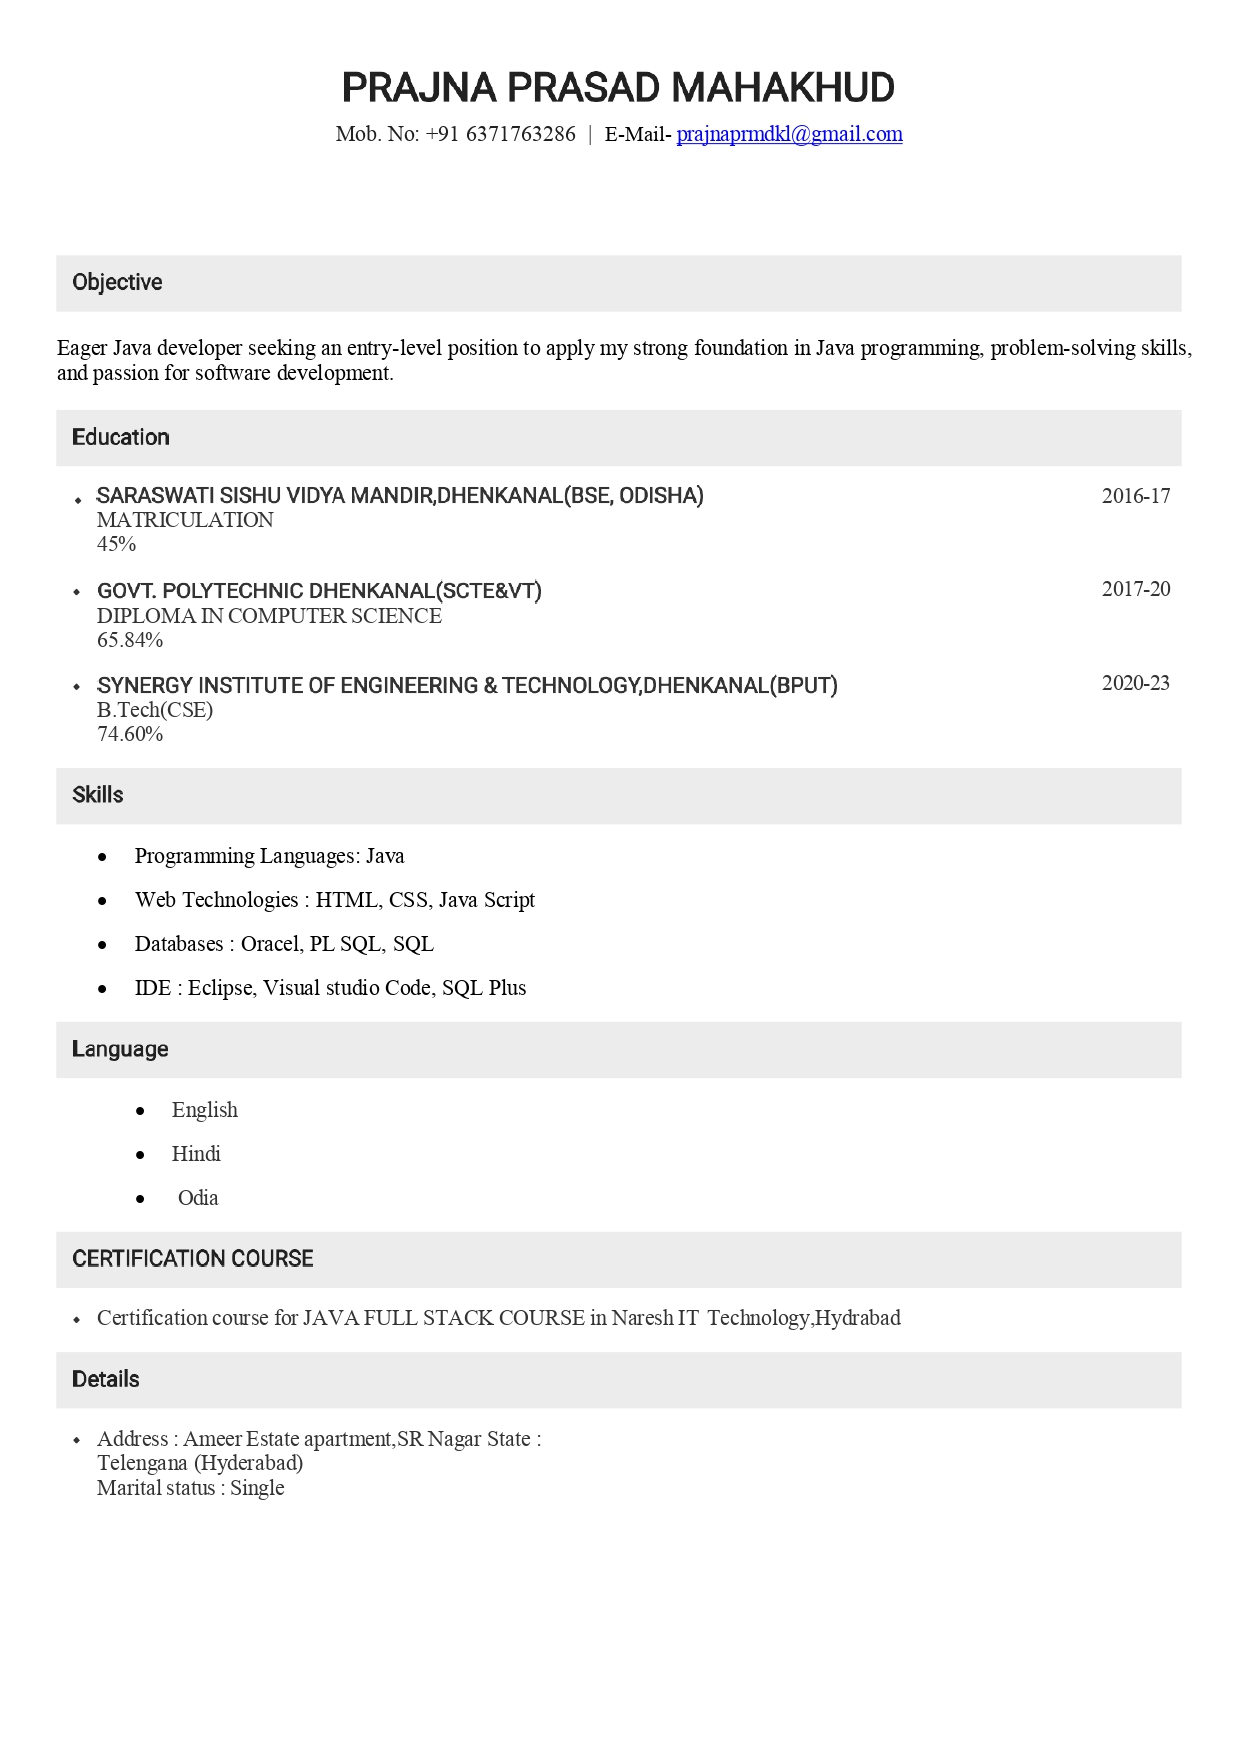 PRAJNA PRASAD MAHAKHUD
Mob. No: +91 6371763286 | E-Mail- prajnaprmdkl@gmail.com
Objective
Eager Java developer seeking an entry-level position to apply my strong foundation in Java programming, problem-solving skills,
and passion for software development.
Education
SARASWATI SISHU VIDYA MANDIR,DHENKANAL(BSE, ODISHA) 2016-17
MATRICULATION
45%
GOVT. POLYTECHNIC DHENKANAL(SCTE&VT) 2017-20
DIPLOMA IN COMPUTER SCIENCE
65.84%
SYNERGY INSTITUTE OF ENGINEERING & TECHNOLOGY,DHENKANAL(BPUT) 2020-23
B.Tech(CSE)
74.60%
Skills
• Programming Languages: Java
• Web Technologies : HTML, CSS, Java Script
• Databases : Oracel, PL SQL, SQL
• IDE : Eclipse, Visual studio Code, SQL Plus
Language
• English
• Hindi
• Odia
CERTIFICATION COURSE
Certification course for JAVA FULL STACK COURSE in Naresh IT Technology,Hydrabad
Details
Address : Ameer Estate apartment,SR Nagar State :
Telengana (Hyderabad)
Marital status : Single